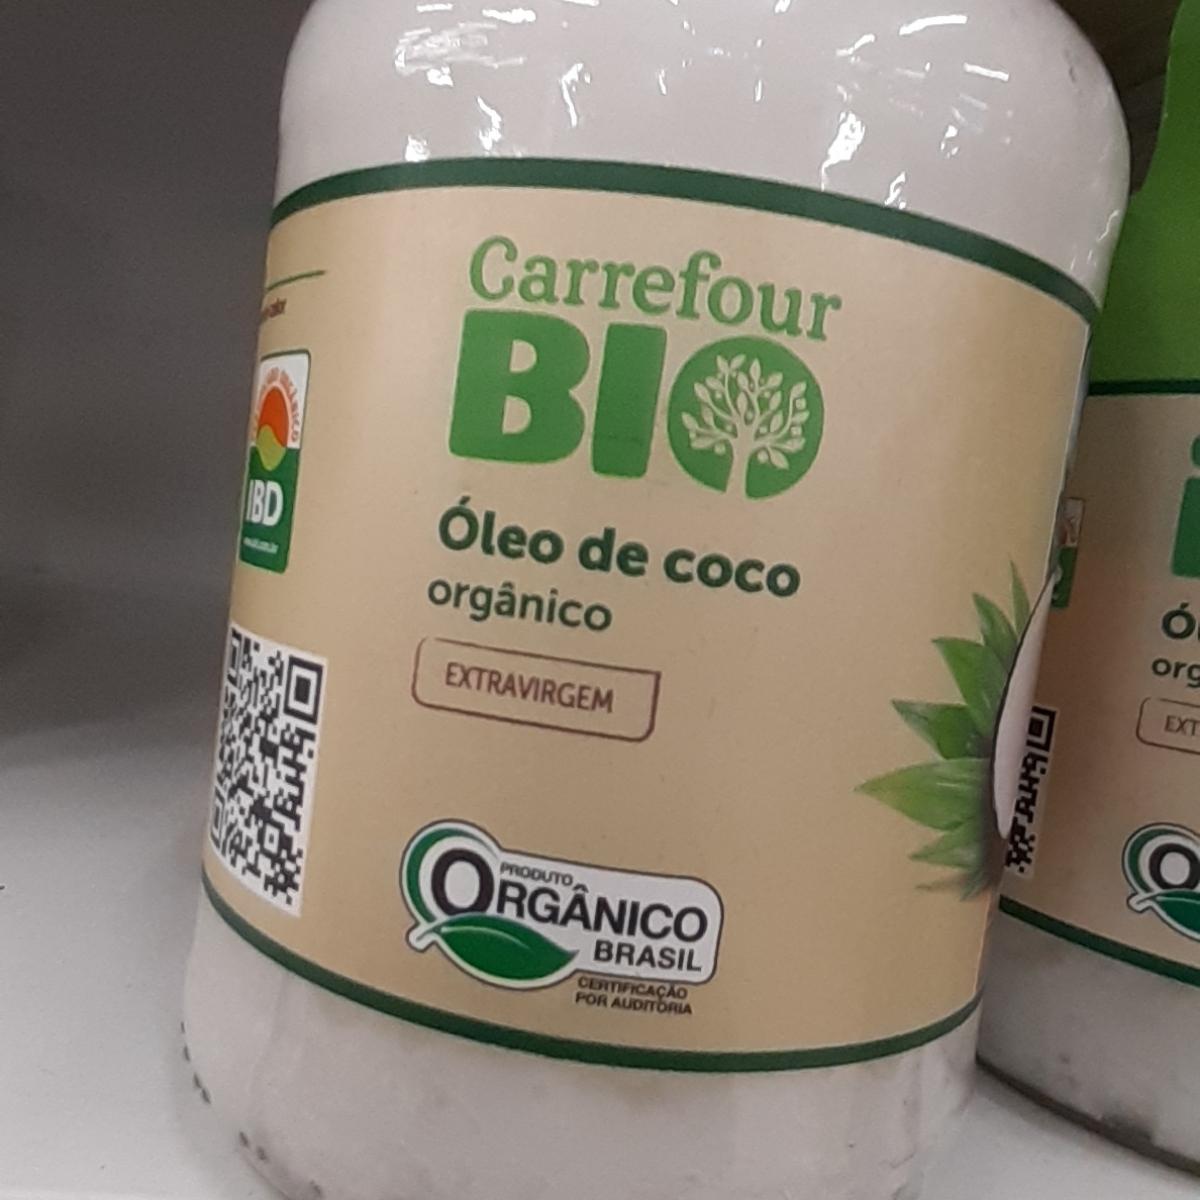 Carrefour
BIO
Óleo de coco
orgânico
EXTRAVIRGEM
IBD
PRODUTO
ORGÂNICO
BRASIL
CERTIFICAÇÃO
POR AUDITORIA